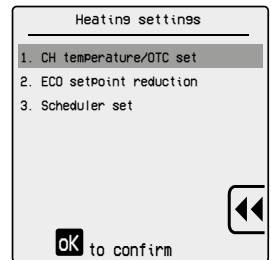 Heating settings
1. CH temperature/OTC set
2. ECO setpoint reduction
3. Scheduler set
OK to confirm